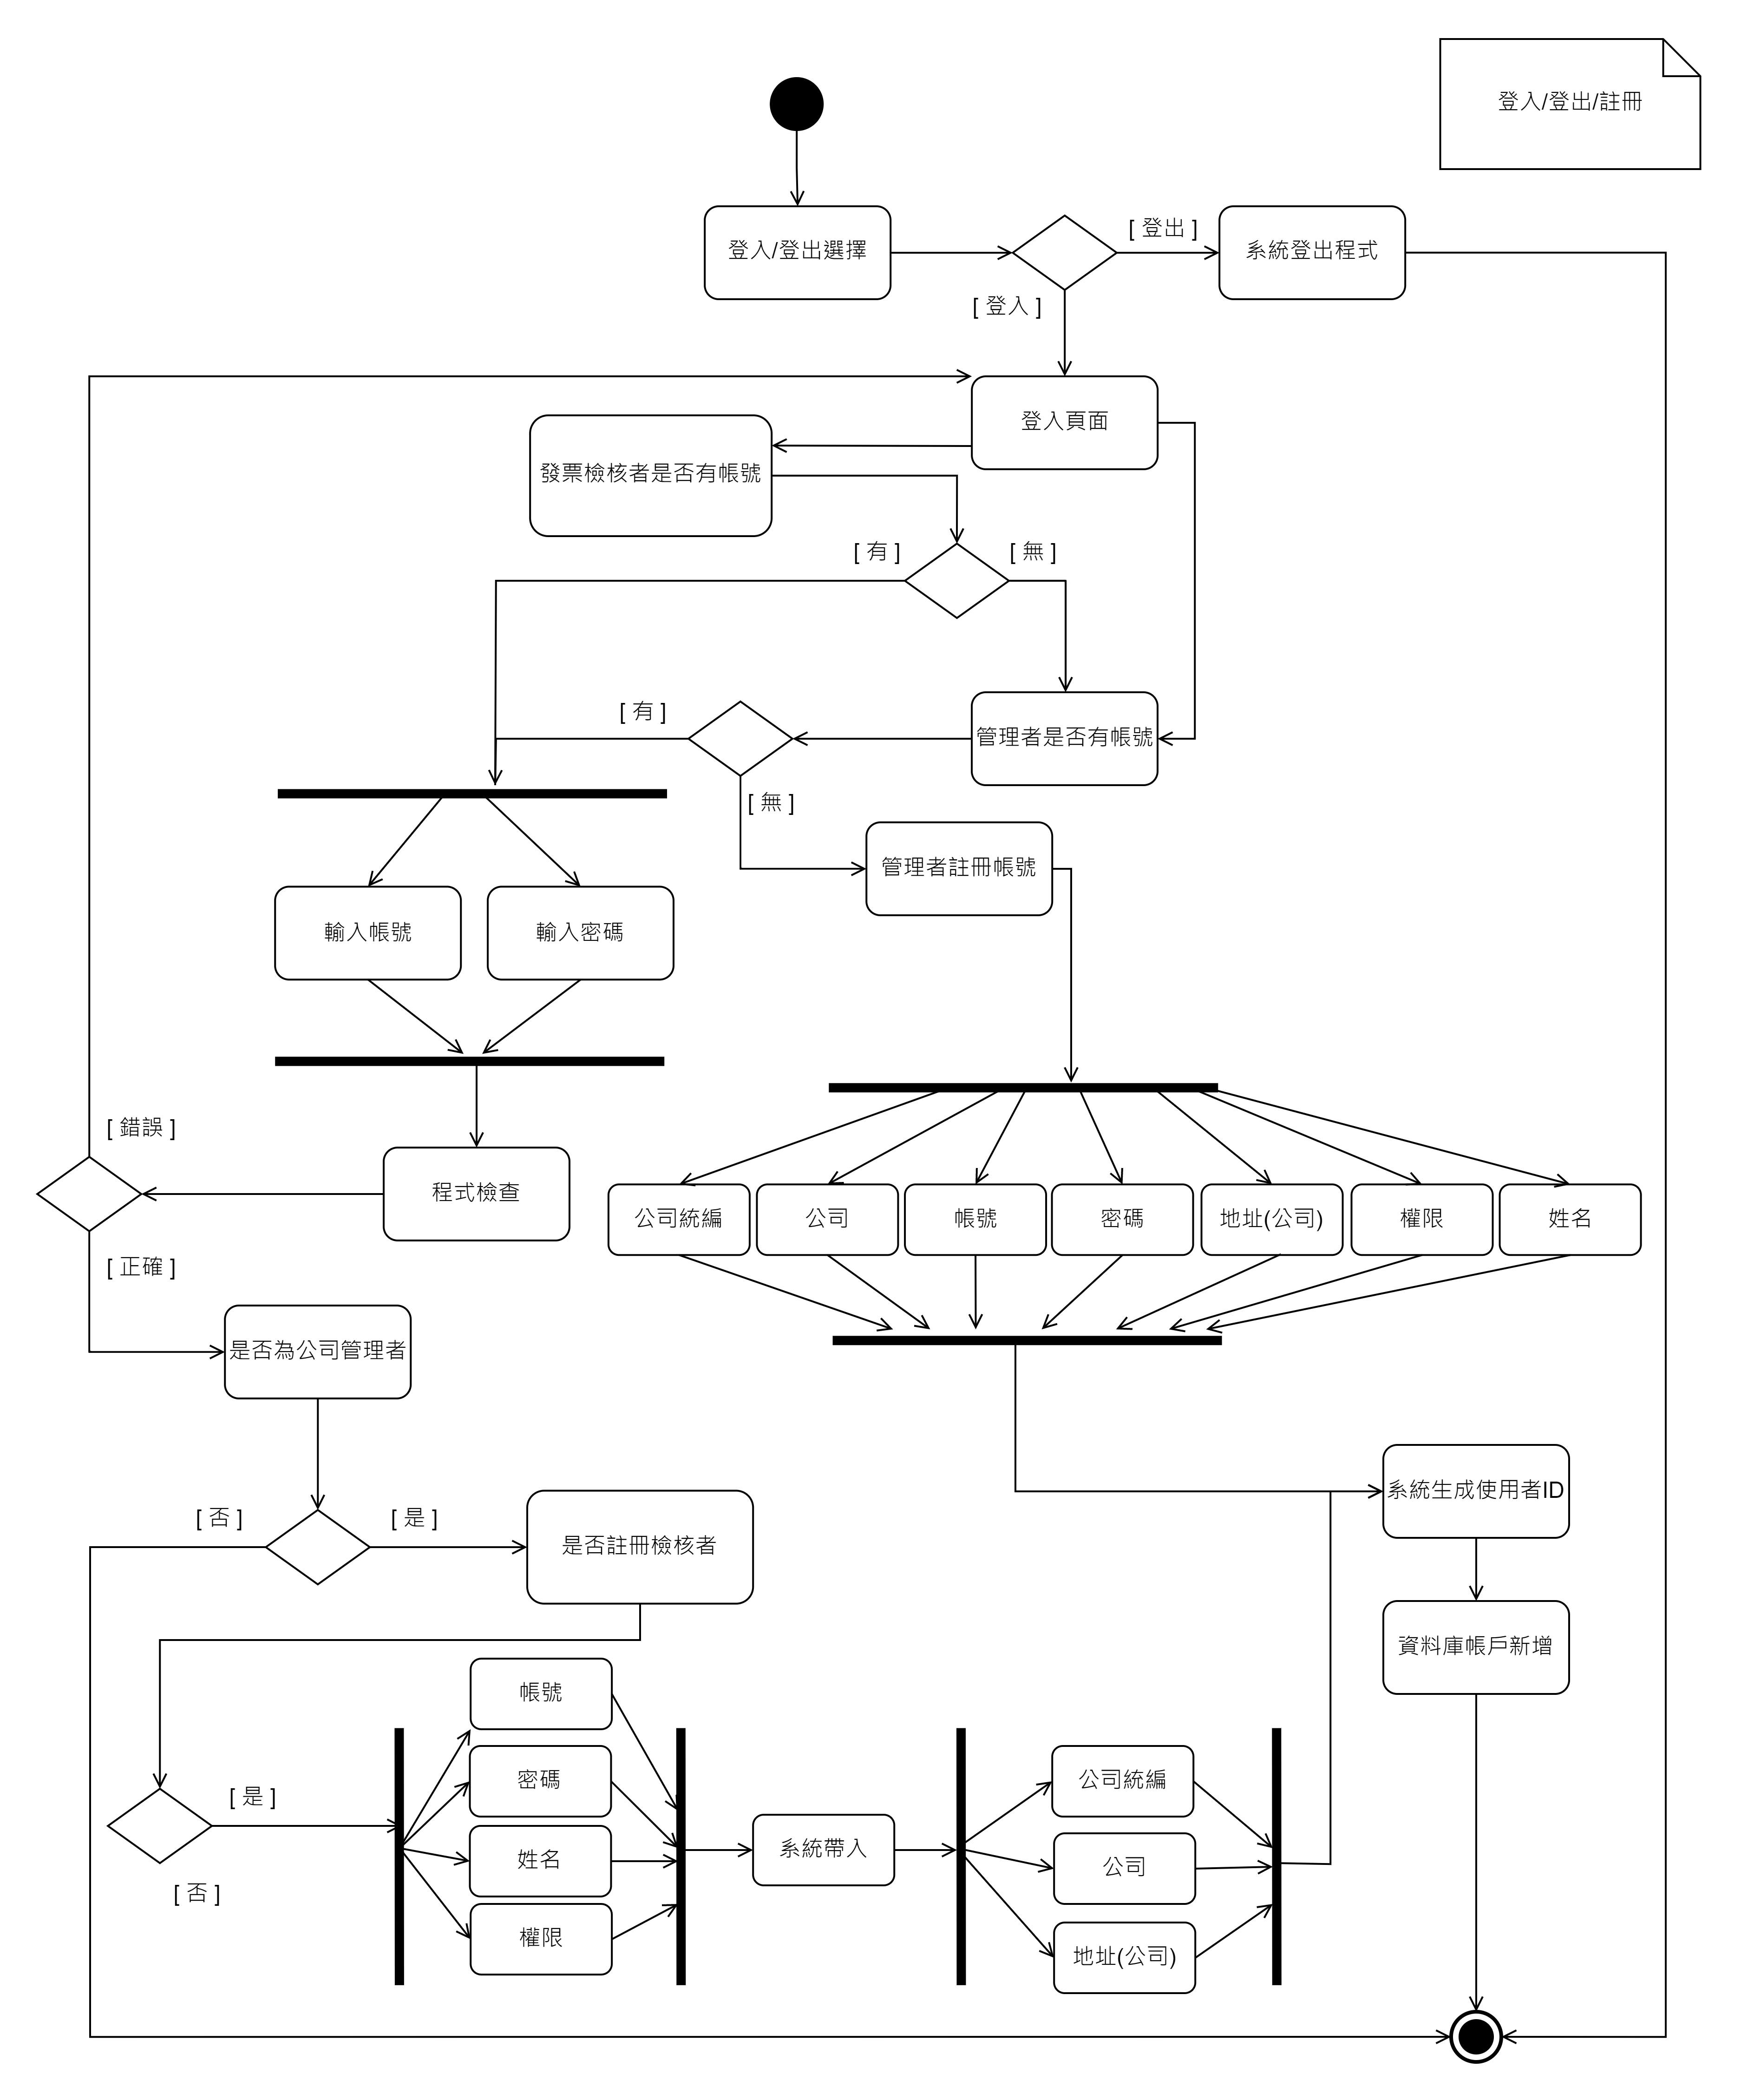 登入/登出/註冊
登入/登出選擇
[ 登出 ]
系統登出程式
[ 登入 ]
登入頁面
發票檢核者是否有帳號
[ 有 ]
[ 無 ]
[ 有 ]
管理者是否有帳號
[ 無 ]
管理者註冊帳號
輸入帳號
輸入密碼
[ 錯誤 ]
程式檢查
公司統編
公司
帳號
密碼
地址(公司)
權限
姓名
[ 正確 ]
是否為公司管理者
系統生成使用者ID
[ 否 ]
[ 是 ]
是否註冊檢核者
資料庫帳戶新增
帳號
密碼
公司統編
[ 是 ]
系統帶入
姓名
公司
[ 否 ]
權限
地址(公司)